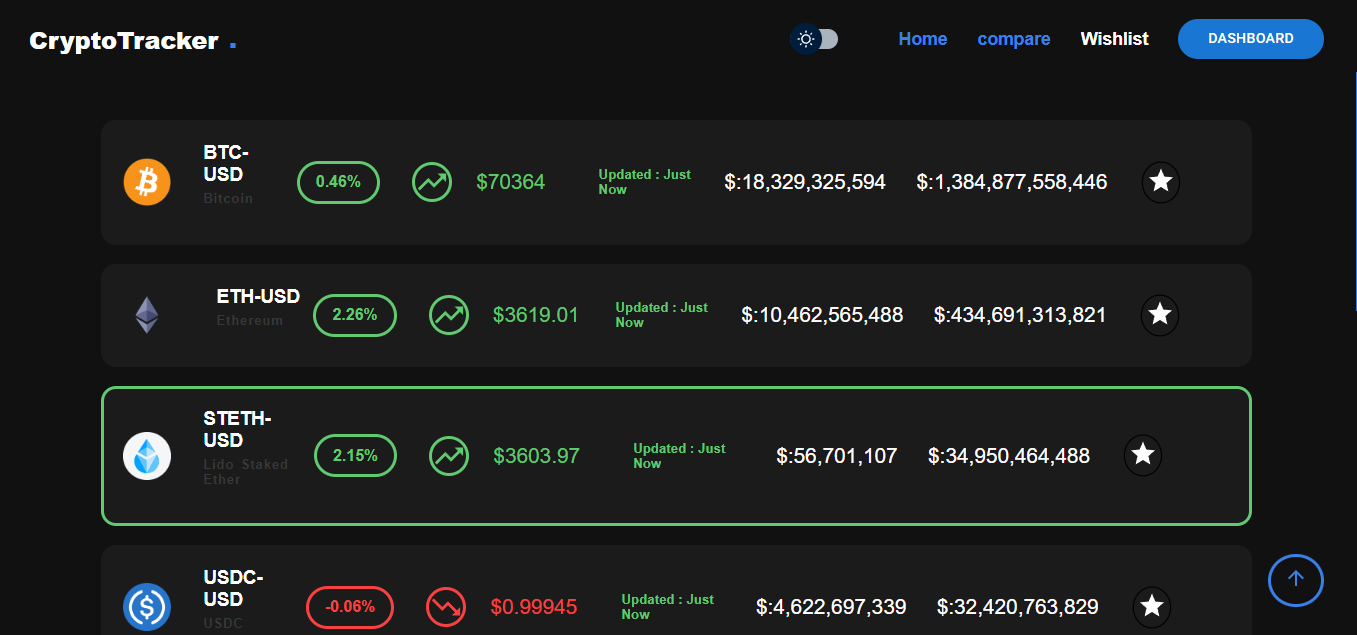 CryptoTracker .
Home compare Wishlist DASHBOARD
BTC-
USD
Bitcoin
0.46%
$70364
Updated : Just
Now
$:18,329,325,594
$:1,384,877,558,446
ETH-USD
Ethereum
2.26%
$3619.01
Updated : Just
Now
$:10,462,565,488
$:434,691,313,821
STETH-
USD
Lido Staked
Ether
2.15%
$3603.97
Updated : Just
Now
$:56,701,107
$:34,950,464,488
USDC-
USD
USDC
-0.06%
$0.99945
Updated : Just
Now
$:4,622,697,339
$:32,420,763,829